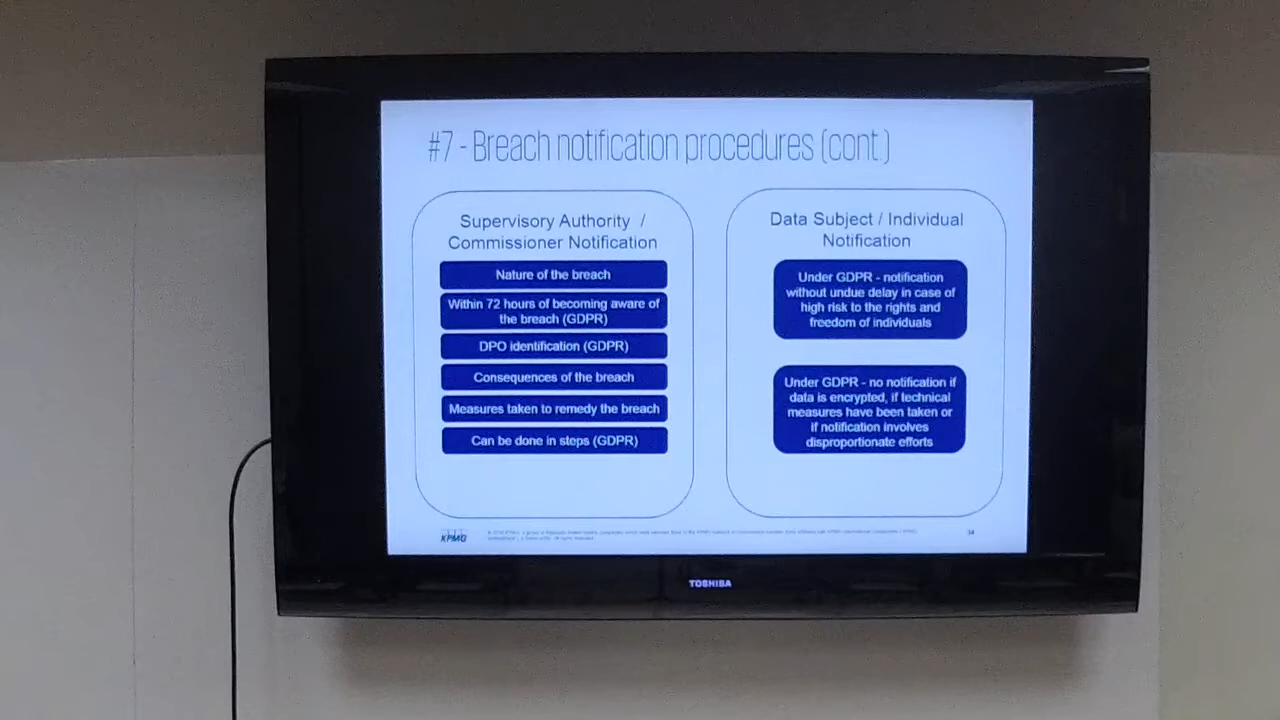 #7 - Breach notification procedures (cont.)
Supervisory Authority /
Commissioner Notification
Nature of the breach
Within 72 hours of becoming aware of
the breach (GDPR)
DPO identification (GDPR)
Consequences of the breach
Measures taken to remedy the breach
Can be done in steps (GDPR)
Data Subject / Individual
Notification
Under GDPR - notification
without undue delay in case of
high risk to the rights and
freedom of individuals
Under GDPR - no notification if
data is encrypted, if technical
measures have been taken or
if notification involves
disproportionate efforts
KPMG
34
TOSHIBA